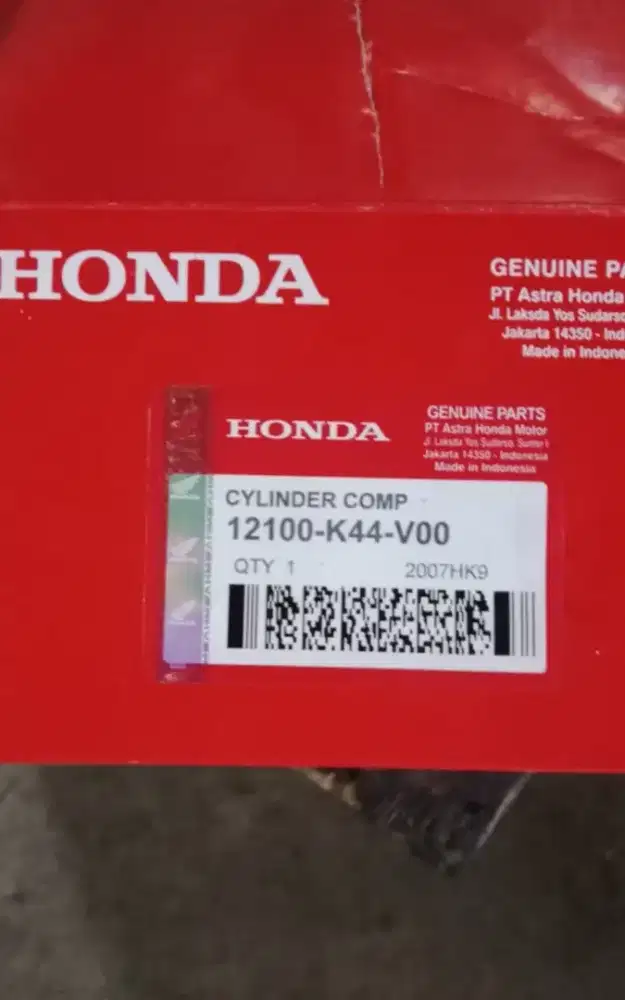 HONDA
GENUINE PA
PT Astra Honda
Jl. Laksda Yos Sudarso
Jakarta 14350 - Ind
Made in Indone
HONDA
GENUINE PARTS
PT Astra Honda Motor
Jl. Laksda Yos Sudarso, Sunter I
Jakarta 14350 - Indonesia
Made in Indonesia
CYLINDER COMP
12100-K44-V00
QTY 1
2007HK9